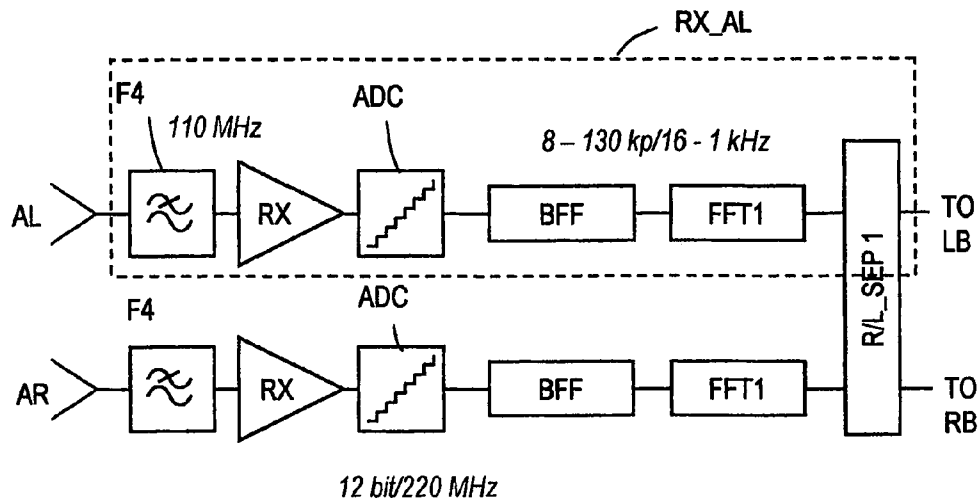 RX_AL
F4
110 MHz
ADC
8 – 130 kp/16 - 1 kHz
AL
RX
BFF
FFT1
TO
LB
R/L_SEP 1
F4
ADC
AR
RX
BFF
FFT1
TO
RB
12 bit/220 MHz